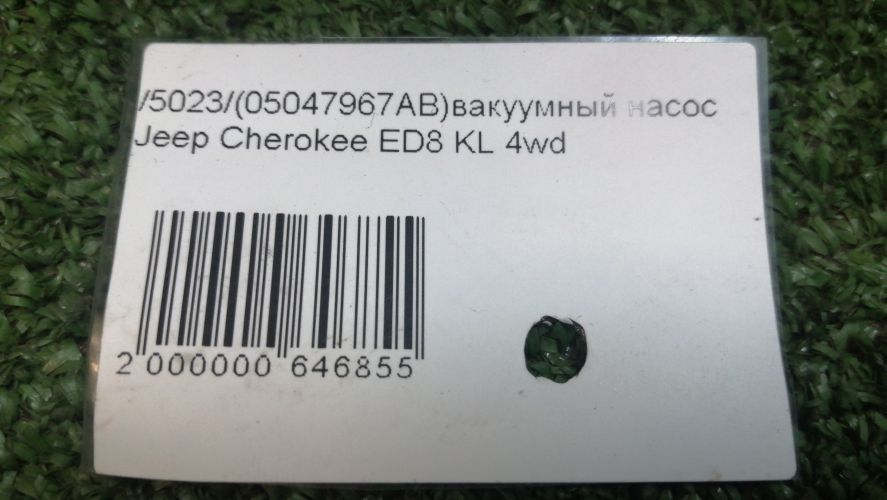 /5023/(05047967AB)вакуумный насос
Jeep Cherokee ED8 KL 4wd
2 000000 646855